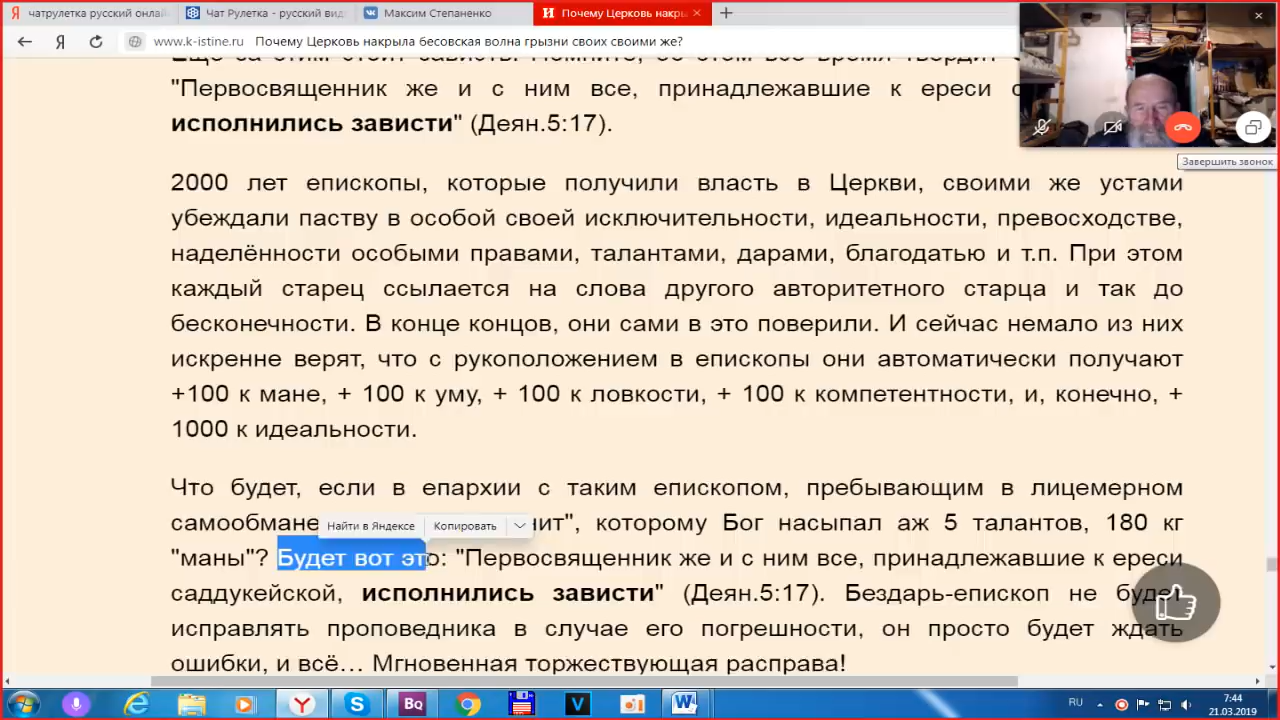 чатрулетка русский онлай
Чат Рулетка - русский вид
Максим Степаненко
Почему Церковь накры
www.k-istine.ru Почему Церковь накрыла бесовская волна грызни своих своими же?
"Первосвященник же и с ним все, принадлежавшие к ереси с
исполнились зависти" (Деян.5:17).
Завершить звонок
2000 лет епископы, которые получили власть в Церкви, своими же устами
убеждали паству в особой своей исключительности, идеальности, превосходстве,
наделённости особыми правами, талантами, дарами, благодатью и т.п. При этом
каждый старец ссылается на слова другого авторитетного старца и так до
бесконечности. В конце концов, они сами в это поверили. И сейчас немало из них
искренне верят, что с рукоположением в епископы они автоматически получают
+100 к мане, + 100 к уму, + 100 к ловкости, + 100 к компетентности, и, конечно, +
1000 к идеальности.
Что будет, если в епархии с таким епископом, пребывающим в лицемерном
самообмане нит", которому Бог насыпал аж 5 талантов, 180 кг
Найти в Яндексе Копировать
"маны"? Будет вот это: "Первосвященник же и с ним все, принадлежавшие к ереси
саддукейской, исполнились зависти" (Деян.5:17). Бездарь-епископ не будет
исправлять проповедника в случае его погрешности, он просто будет ждать
ошибки, и всё… Мгновенная торжествующая расправа!
RU
7:44
21.03.2019